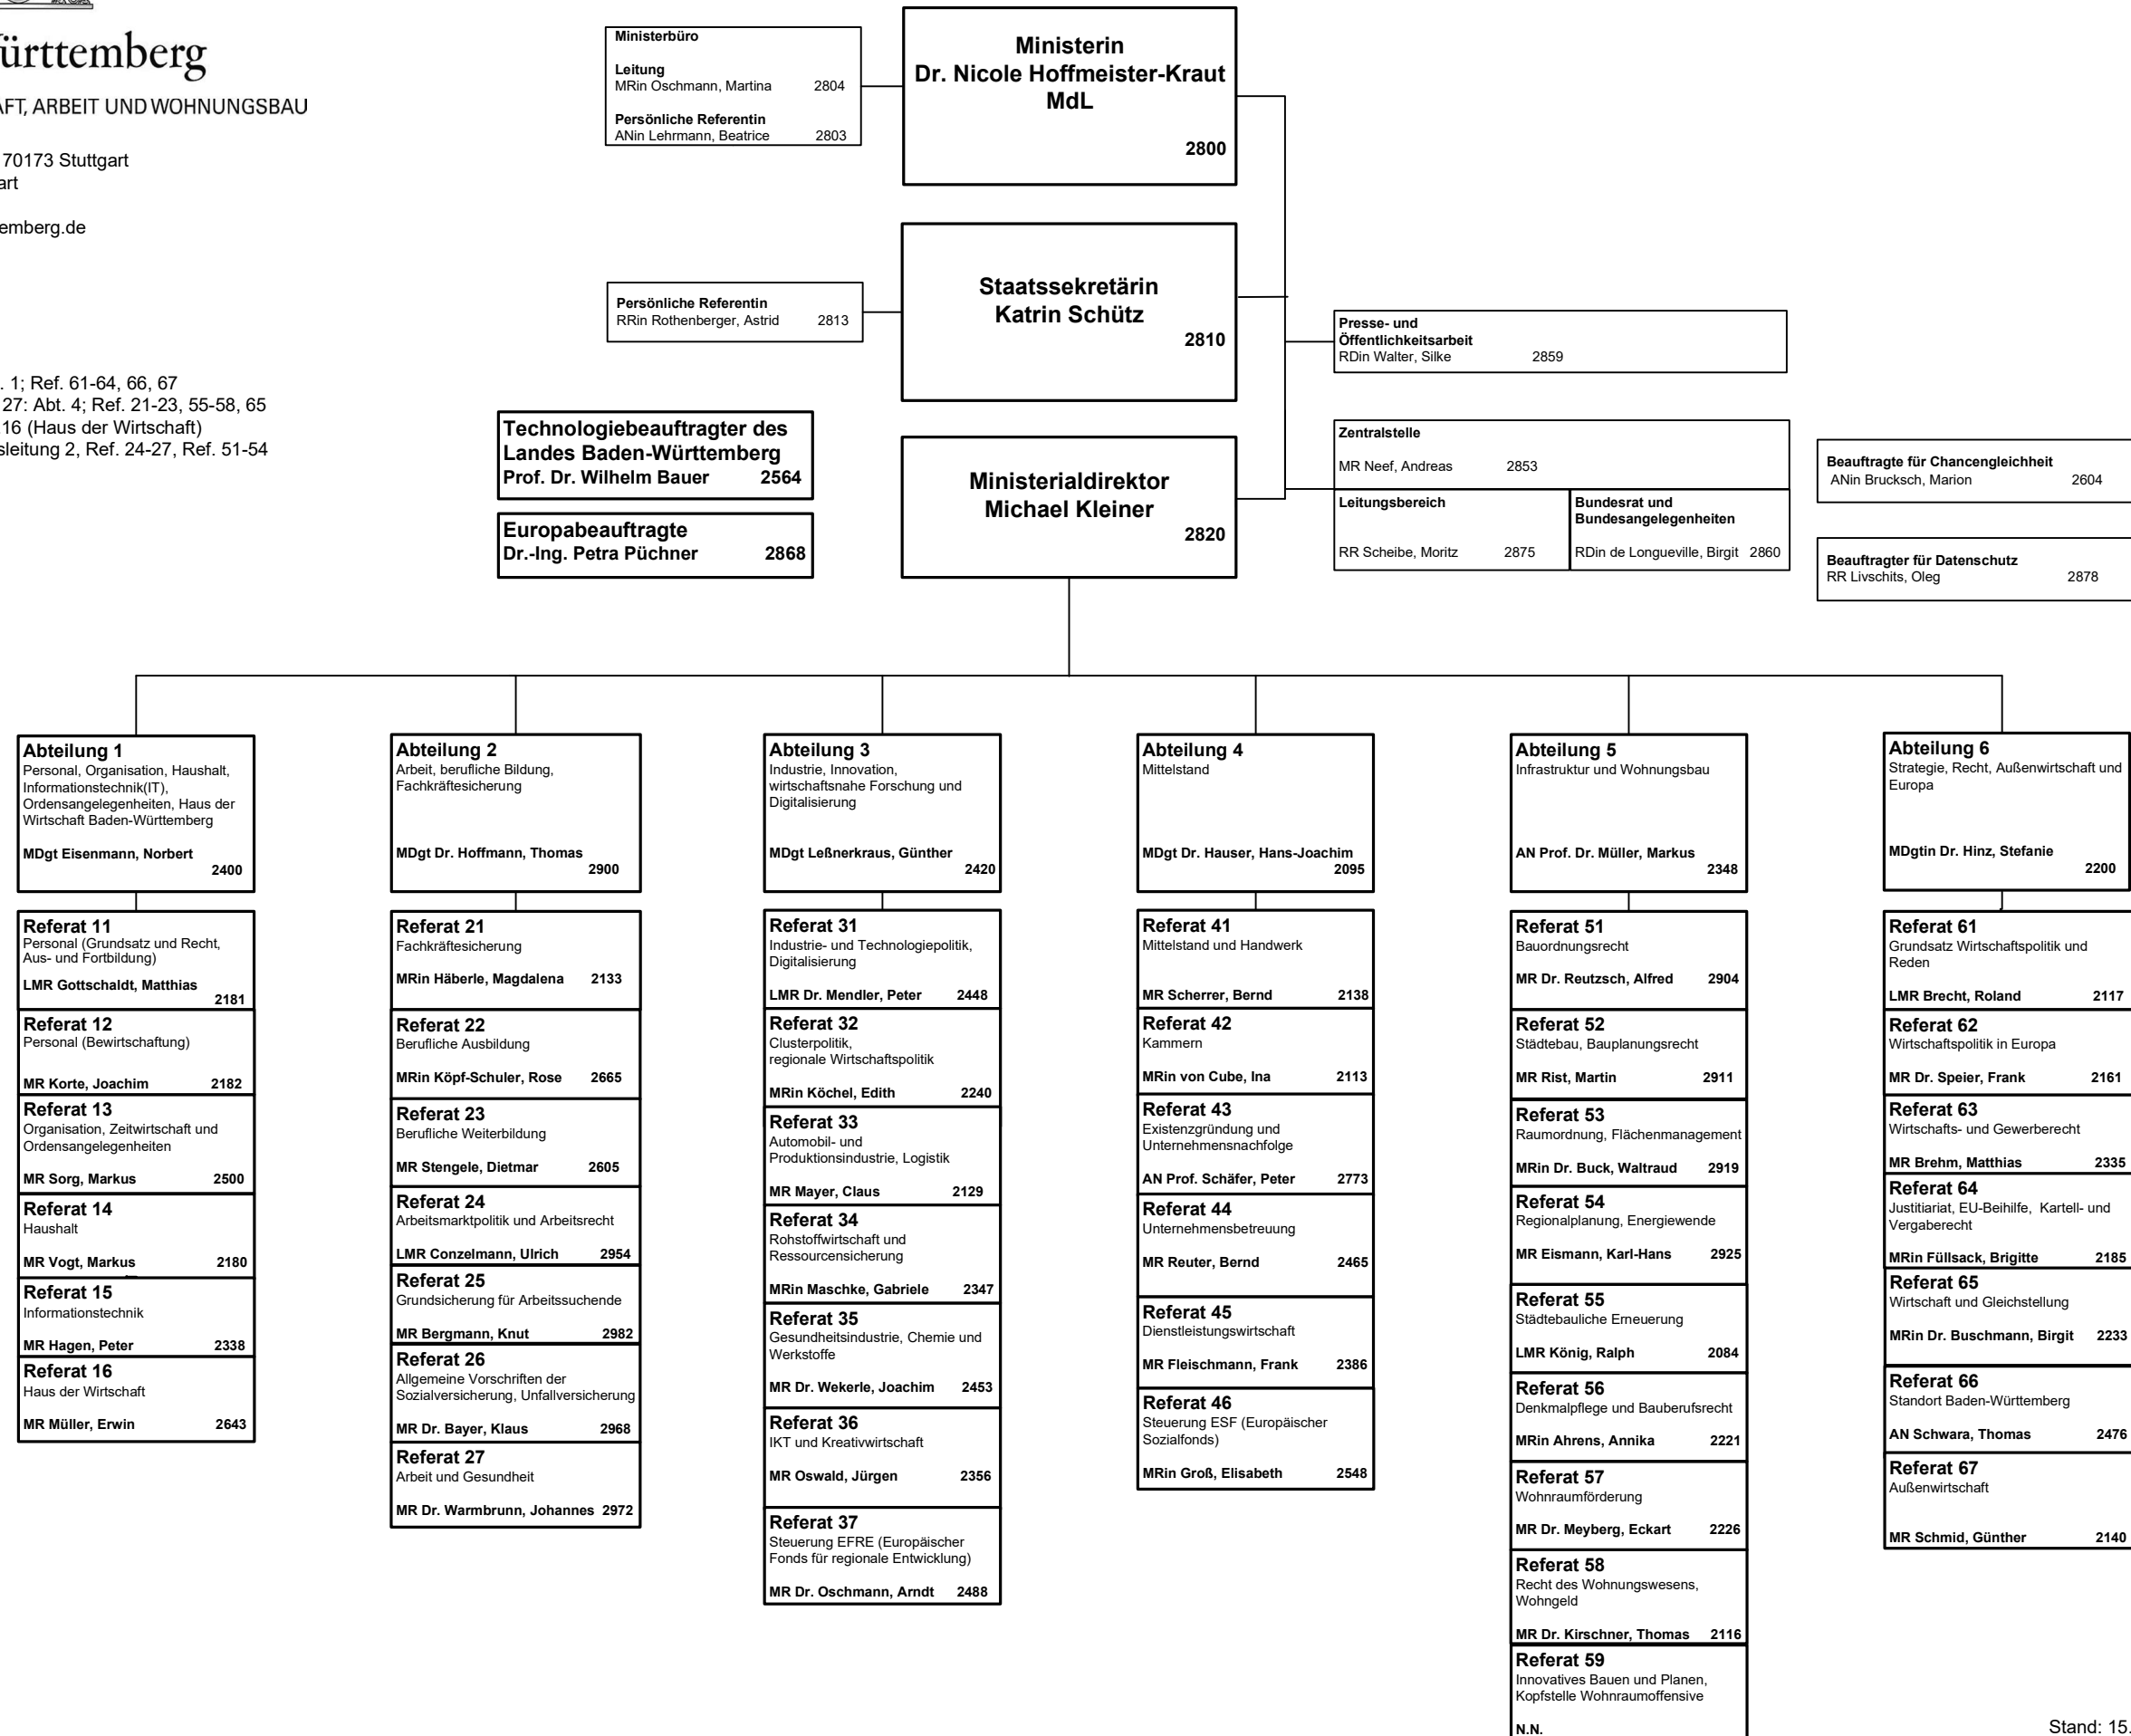 Württemberg
AFT, ARBEIT UND WOHNUNGSBAU
70173 Stuttgart
art
emberg.de
. 1; Ref. 61-64, 66, 67
27: Abt. 4; Ref. 21-23, 55-58, 65
16 (Haus der Wirtschaft)
sleitung 2, Ref. 24-27, Ref. 51-54
Ministerbüro
Leitung
MRin Oschmann, Martina 2804
Persönliche Referentin
ANin Lehrmann, Beatrice 2803
Ministerin
Dr. Nicole Hoffmeister-Kraut
MdL
2800
Persönliche Referentin
RRin Rothenberger, Astrid 2813
Staatssekretärin
Katrin Schütz
2810
Presse- und
Öffentlichkeitsarbeit
RDin Walter, Silke 2859
Technologiebeauftragter des
Landes Baden-Württemberg
Prof. Dr. Wilhelm Bauer 2564
Europabeauftragte
Dr.-Ing. Petra Püchner 2868
Ministerialdirektor
Michael Kleiner
2820
Zentralstelle
MR Neef, Andreas 2853
Leitungsbereich
RR Scheibe, Moritz 2875
Bundesrat und
Bundesangelegenheiten
RDin de Longueville, Birgit 2860
Beauftragte für Chancengleichheit
ANin Brucksch, Marion 2604
Beauftragter für Datenschutz
RR Livschits, Oleg 2878
Abteilung 1
Personal, Organisation, Haushalt,
Informationstechnik(IT),
Ordensangelegenheiten, Haus der
Wirtschaft Baden-Württemberg
MDgt Eisenmann, Norbert
2400
Referat 11
Personal (Grundsatz und Recht,
Aus- und Fortbildung)
LMR Gottschaldt, Matthias
2181
Referat 12
Personal (Bewirtschaftung)
MR Korte, Joachim 2182
Referat 13
Organisation, Zeitwirtschaft und
Ordensangelegenheiten
MR Sorg, Markus 2500
Referat 14
Haushalt
MR Vogt, Markus 2180
Referat 15
Informationstechnik
MR Hagen, Peter 2338
Referat 16
Haus der Wirtschaft
MR Müller, Erwin 2643
Abteilung 2
Arbeit, berufliche Bildung,
Fachkräftesicherung
MDgt Dr. Hoffmann, Thomas
2900
Referat 21
Fachkräftesicherung
MRin Häberle, Magdalena 2133
Referat 22
Berufliche Ausbildung
MRin Köpf-Schuler, Rose 2665
Referat 23
Berufliche Weiterbildung
MR Stengele, Dietmar 2605
Referat 24
Arbeitsmarktpolitik und Arbeitsrecht
LMR Conzelmann, Ulrich 2954
Referat 25
Grundsicherung für Arbeitssuchende
MR Bergmann, Knut 2982
Referat 26
Allgemeine Vorschriften der
Sozialversicherung, Unfallversicherung
MR Dr. Bayer, Klaus 2968
Referat 27
Arbeit und Gesundheit
MR Dr. Warmbrunn, Johannes 2972
Abteilung 3
Industrie, Innovation,
wirtschaftsnahe Forschung und
Digitalisierung
MDgt Leßnerkraus, Günther
2420
Referat 31
Industrie- und Technologiepolitik,
Digitalisierung
LMR Dr. Mendler, Peter 2448
Referat 32
Clusterpolitik,
regionale Wirtschaftspolitik
MRin Köchel, Edith 2240
Referat 33
Automobil- und
Produktionsindustrie, Logistik
MR Mayer, Claus 2129
Referat 34
Rohstoffwirtschaft und
Ressourcensicherung
MRin Maschke, Gabriele 2347
Referat 35
Gesundheitsindustrie, Chemie und
Werkstoffe
MR Dr. Wekerle, Joachim 2453
Referat 36
IKT und Kreativwirtschaft
MR Oswald, Jürgen 2356
Referat 37
Steuerung EFRE (Europäischer
Fonds für regionale Entwicklung)
MR Dr. Oschmann, Arndt 2488
Abteilung 4
Mittelstand
MDgt Dr. Hauser, Hans-Joachim
2095
Referat 41
Mittelstand und Handwerk
MR Scherrer, Bernd 2138
Referat 42
Kammern
MRin von Cube, Ina 2113
Referat 43
Existenzgründung und
Unternehmensnachfolge
AN Prof. Schäfer, Peter 2773
Referat 44
Unternehmensbetreuung
MR Reuter, Bernd 2465
Referat 45
Dienstleistungswirtschaft
MR Fleischmann, Frank 2386
Referat 46
Steuerung ESF (Europäischer
Sozialfonds)
MRin Groß, Elisabeth 2548
Abteilung 5
Infrastruktur und Wohnungsbau
AN Prof. Dr. Müller, Markus
2348
Referat 51
Bauordnungsrecht
MR Dr. Reutzsch, Alfred 2904
Referat 52
Städtebau, Bauplanungsrecht
MR Rist, Martin 2911
Referat 53
Raumordnung, Flächenmanagement
MRin Dr. Buck, Waltraud 2919
Referat 54
Regionalplanung, Energiewende
MR Eismann, Karl-Hans 2925
Referat 55
Städtebauliche Erneuerung
LMR König, Ralph 2084
Referat 56
Denkmalpflege und Bauberufsrecht
MRin Ahrens, Annika 2221
Referat 57
Wohnraumförderung
MR Dr. Meyberg, Eckart 2226
Referat 58
Recht des Wohnungswesens,
Wohngeld
MR Dr. Kirschner, Thomas 2116
Referat 59
Innovatives Bauen und Planen,
Kopfstelle Wohnraumoffensive
N.N.
Abteilung 6
Strategie, Recht, Außenwirtschaft und
Europa
MDgtin Dr. Hinz, Stefanie
2200
Referat 61
Grundsatz Wirtschaftspolitik und
Reden
LMR Brecht, Roland 2117
Referat 62
Wirtschaftspolitik in Europa
MR Dr. Speier, Frank 2161
Referat 63
Wirtschafts- und Gewerberecht
MR Brehm, Matthias 2335
Referat 64
Justitiariat, EU-Beihilfe, Kartell- und
Vergaberecht
MRin Füllsack, Brigitte 2185
Referat 65
Wirtschaft und Gleichstellung
MRin Dr. Buschmann, Birgit 2233
Referat 66
Standort Baden-Württemberg
AN Schwara, Thomas 2476
Referat 67
Außenwirtschaft
MR Schmid, Günther 2140
Stand: 15.